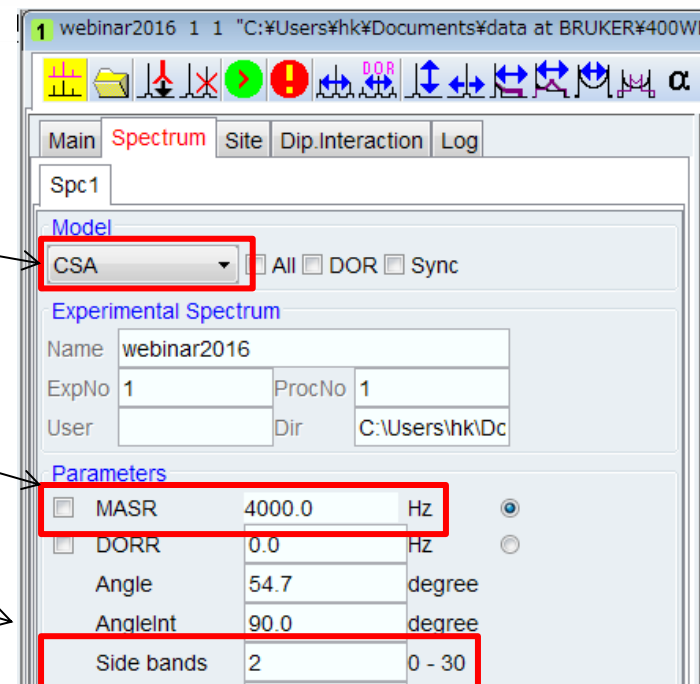 1 webinar2016 1 1 "C:¥Users¥hk¥Documents¥data at BRUKER¥400W
DOR
α
Main Spectrum Site Dip.Interaction Log
Spc1
Model
CSA All DOR Sync
Experimental Spectrum
Name webinar2016
ExpNo 1 ProcNo 1
User Dir C:\Users\hk\Dc
Parameters
MASR 4000.0 Hz
DORR 0.0 Hz
Angle 54.7 degree
AngleInt 90.0 degree
Side bands 2 0 - 30